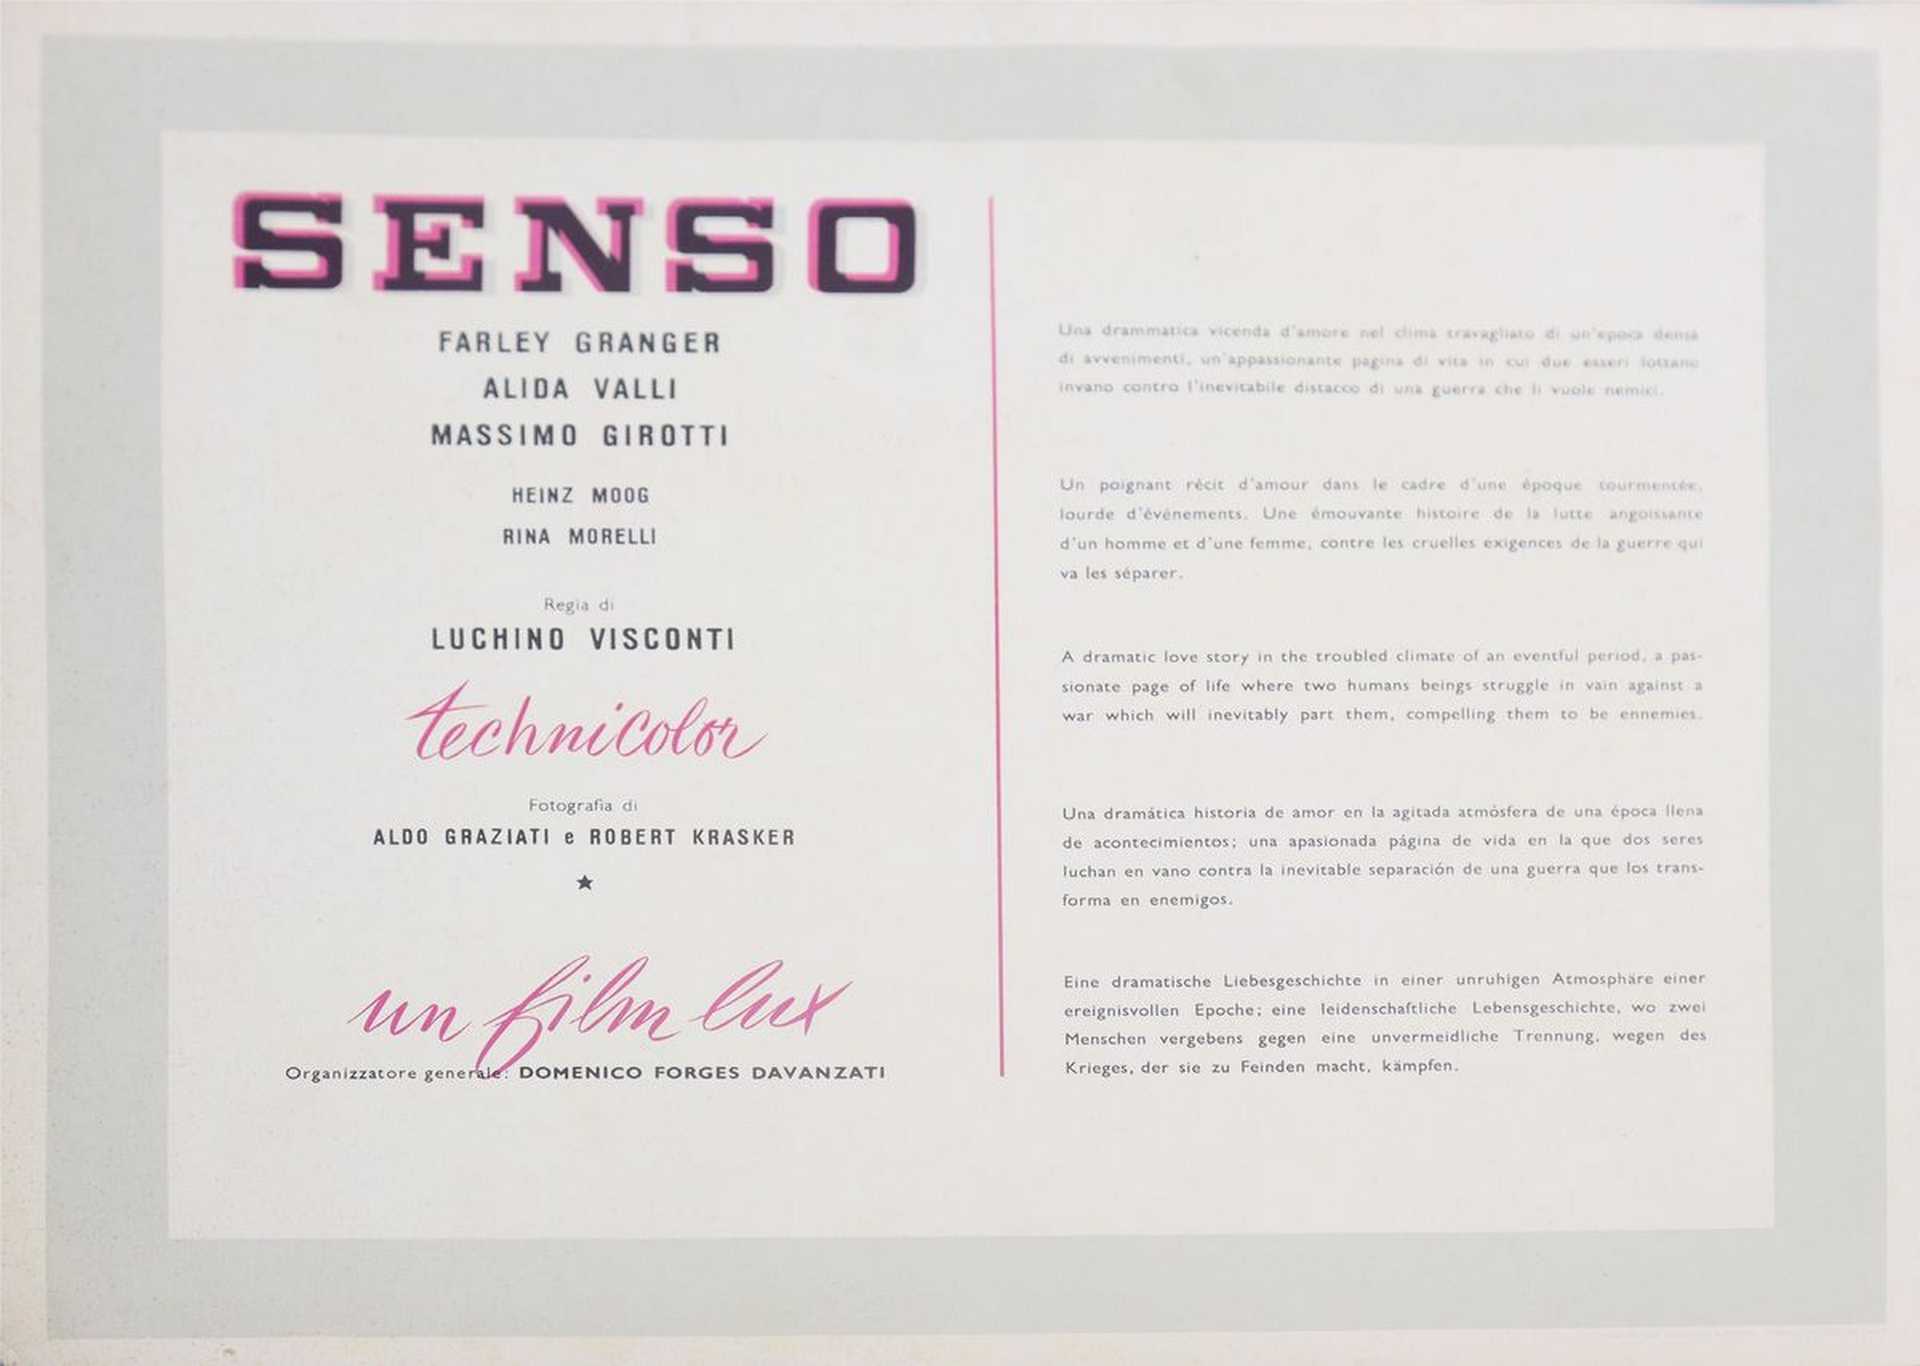 SENSO
FARLEY GRANGER
ALIDA VALLI
MASSIMO GIROTTI
HEINZ MOOG
RINA MORELLI
Regia di
LUCHINO VISCONTI
technicolor
Fotografia di
ALDO GRAZIATI e ROBERT KRASKER
★
un film lux
Organizzatore generale: DOMENICO FORGES DAVANZATI
Una drammatica vicenda d'amore nel clima travagliato di un'epoca densa
di avvenimenti, un'appassionante pagina di vita in cui due esseri lottano
invano contro l'inevitabile distacco di una guerra che li vuole nemici.
Un poignant récit d'amour dans le cadre d'une époque tourmentée,
lourde d'événements. Une émouvante histoire de la lutte angoissante
d'un homme et d'une femme, contre les cruelles exigences de la guerre qui
va les séparer.
A dramatic love story in the troubled climate of an eventful period, a pas-
sionate page of life where two humans beings struggle in vain against a
war which will inevitably part them, compelling them to be ennemies.
Una dramática historia de amor en la agitada atmósfera de una época llena
de acontecimientos; una apasionada página de vida en la que dos seres
luchan en vano contra la inevitable separación de una guerra que los trans-
forma en enemigos.
Eine dramatische Liebesgeschichte in einer unruhigen Atmosphäre einer
ereignisvollen Epoche; eine leidenschaftliche Lebensgeschichte, wo zwei
Menschen vergebens gegen eine unvermeidliche Trennung, wegen des
Krieges, der sie zu Feinden macht, kämpfen.